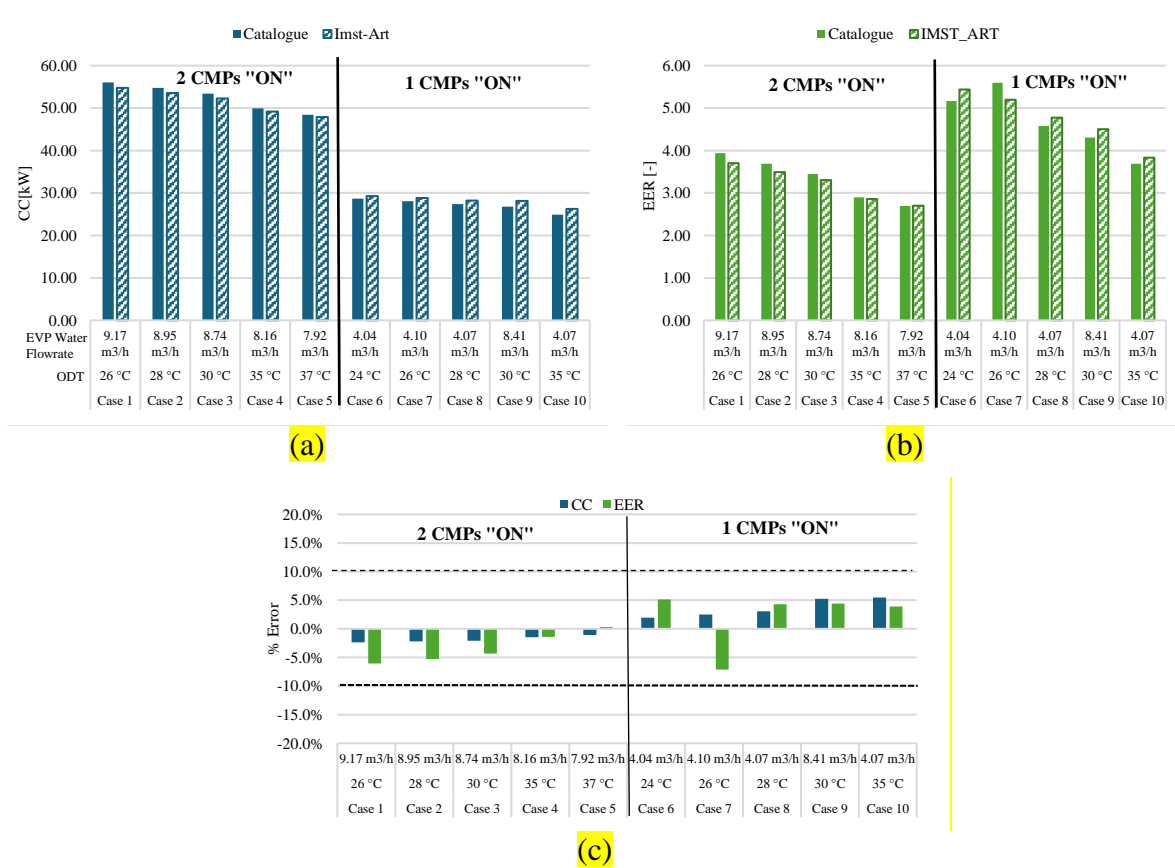 Catalogue Imst-Art
2 CMPs "ON" 1 CMPs "ON"
CC[kW]
60.00
50.00
40.00
30.00
20.00
10.00
0.00
EVP Water Flowrate 9.17 m3/h 8.95 m3/h 8.74 m3/h 8.16 m3/h 7.92 m3/h 4.04 m3/h 4.10 m3/h 4.07 m3/h 8.41 m3/h 4.07 m3/h
ODT 26 °C 28 °C 30 °C 35 °C 37 °C 24 °C 26 °C 28 °C 30 °C 35 °C
Case 1 Case 2 Case 3 Case 4 Case 5 Case 6 Case 7 Case 8 Case 9 Case 10
(a)
Catalogue IMST_ART
2 CMPs "ON" 1 CMPs "ON"
EER [-]
6.00
5.00
4.00
3.00
2.00
1.00
0.00
9.17 m3/h 8.95 m3/h 8.74 m3/h 8.16 m3/h 7.92 m3/h 4.04 m3/h 4.10 m3/h 4.07 m3/h 8.41 m3/h 4.07 m3/h
26 °C 28 °C 30 °C 35 °C 37 °C 24 °C 26 °C 28 °C 30 °C 35 °C
Case 1 Case 2 Case 3 Case 4 Case 5 Case 6 Case 7 Case 8 Case 9 Case 10
(b)
CC EER
2 CMPs "ON" 1 CMPs "ON"
% Error
20.0%
15.0%
10.0%
5.0%
0.0%
-5.0%
-10.0%
-15.0%
-20.0%
9.17 m3/h 8.95 m3/h 8.74 m3/h 8.16 m3/h 7.92 m3/h 4.04 m3/h 4.10 m3/h 4.07 m3/h 8.41 m3/h 4.07 m3/h
26 °C 28 °C 30 °C 35 °C 37 °C 24 °C 26 °C 28 °C 30 °C 35 °C
Case 1 Case 2 Case 3 Case 4 Case 5 Case 6 Case 7 Case 8 Case 9 Case 10
(c)